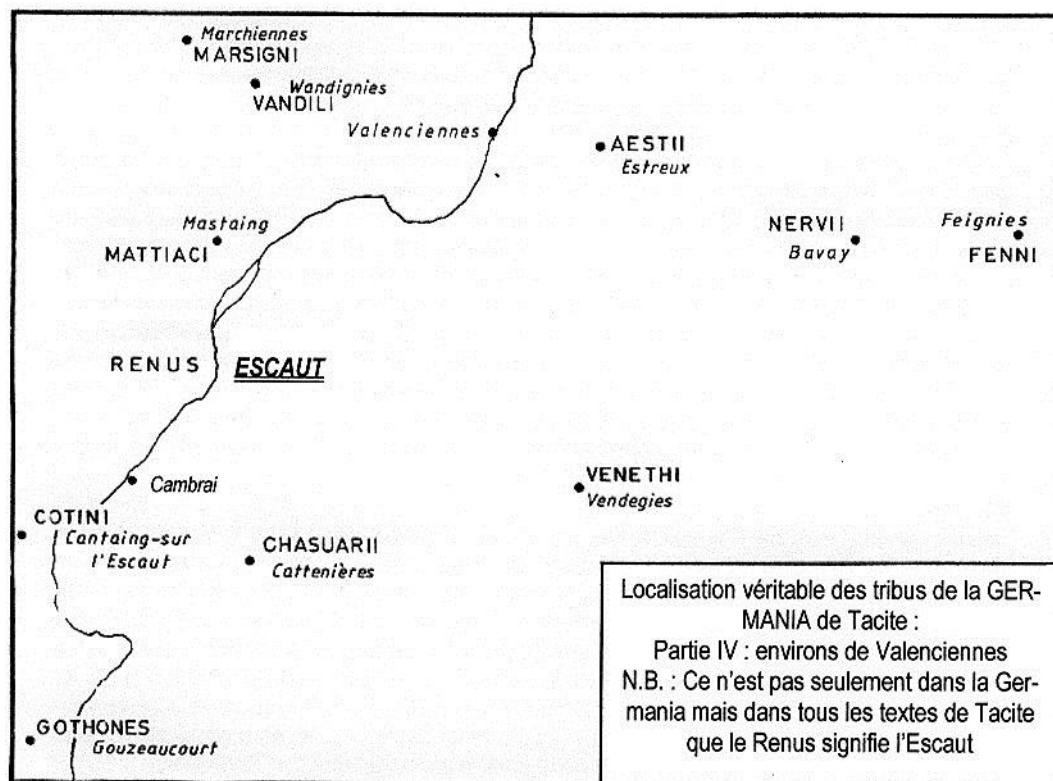 Marchiennes
MARSIGNI
Wandignies
VANDILI
Valenciennes
AESTII
Estreux
Mastaing
MATTIACI
NERVII
Bavay
Feignies
FENNI
RENUS
ESCAUT
Cambrai
VENETHI
Vendegies
COTINI
Cantaing-sur
l'Escaut
CHASUARII
Cattenières
GOTHONES
Gouzeaucourt
Localisation véritable des tribus de la GER-
MANIA de Tacite :
Partie IV : environs de Valenciennes
N.B. : Ce n'est pas seulement dans la Ger-
mania mais dans tous les textes de Tacite
que le Renus signifie l'Escaut